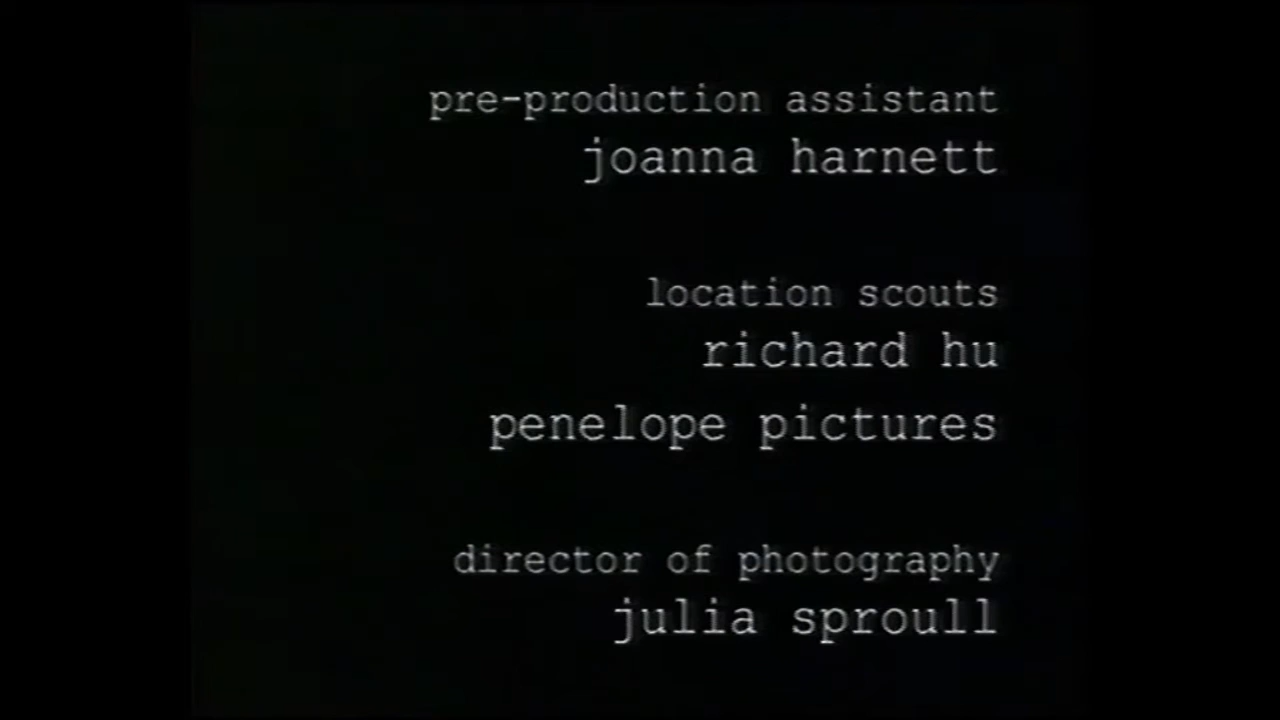 pre-production assistant
joanna harnett
location scouts
richard hu
penelope pictures
director of photography
julia sproull